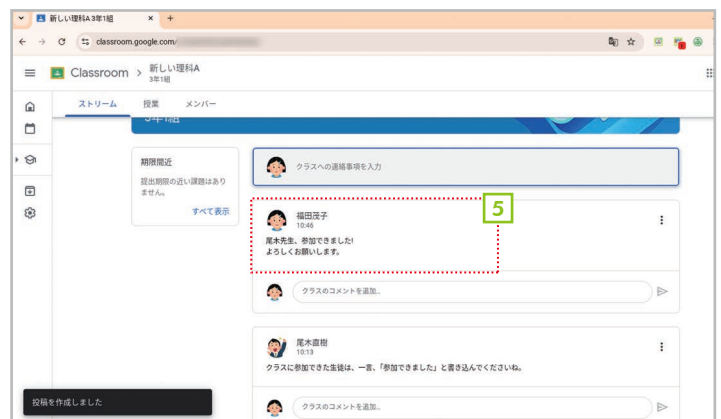 新しい理科A 3年1組
classroom.google.com/
Classroom > 新しい理科A
3年1組
ストリーム 授業 メンバー
3年1組
期限間近
提出期限の近い課題はあり
ません。
すべて表示
クラスへの連絡事項を入力
5
福田茂子
10:46
尾木先生、参加できました!
よろしくお願いします。
クラスのコメントを追加…
尾木直樹
10:13
クラスに参加できた生徒は、一言、「参加できました」と書き込んでくださいね。
クラスのコメントを追加…
投稿を作成しました